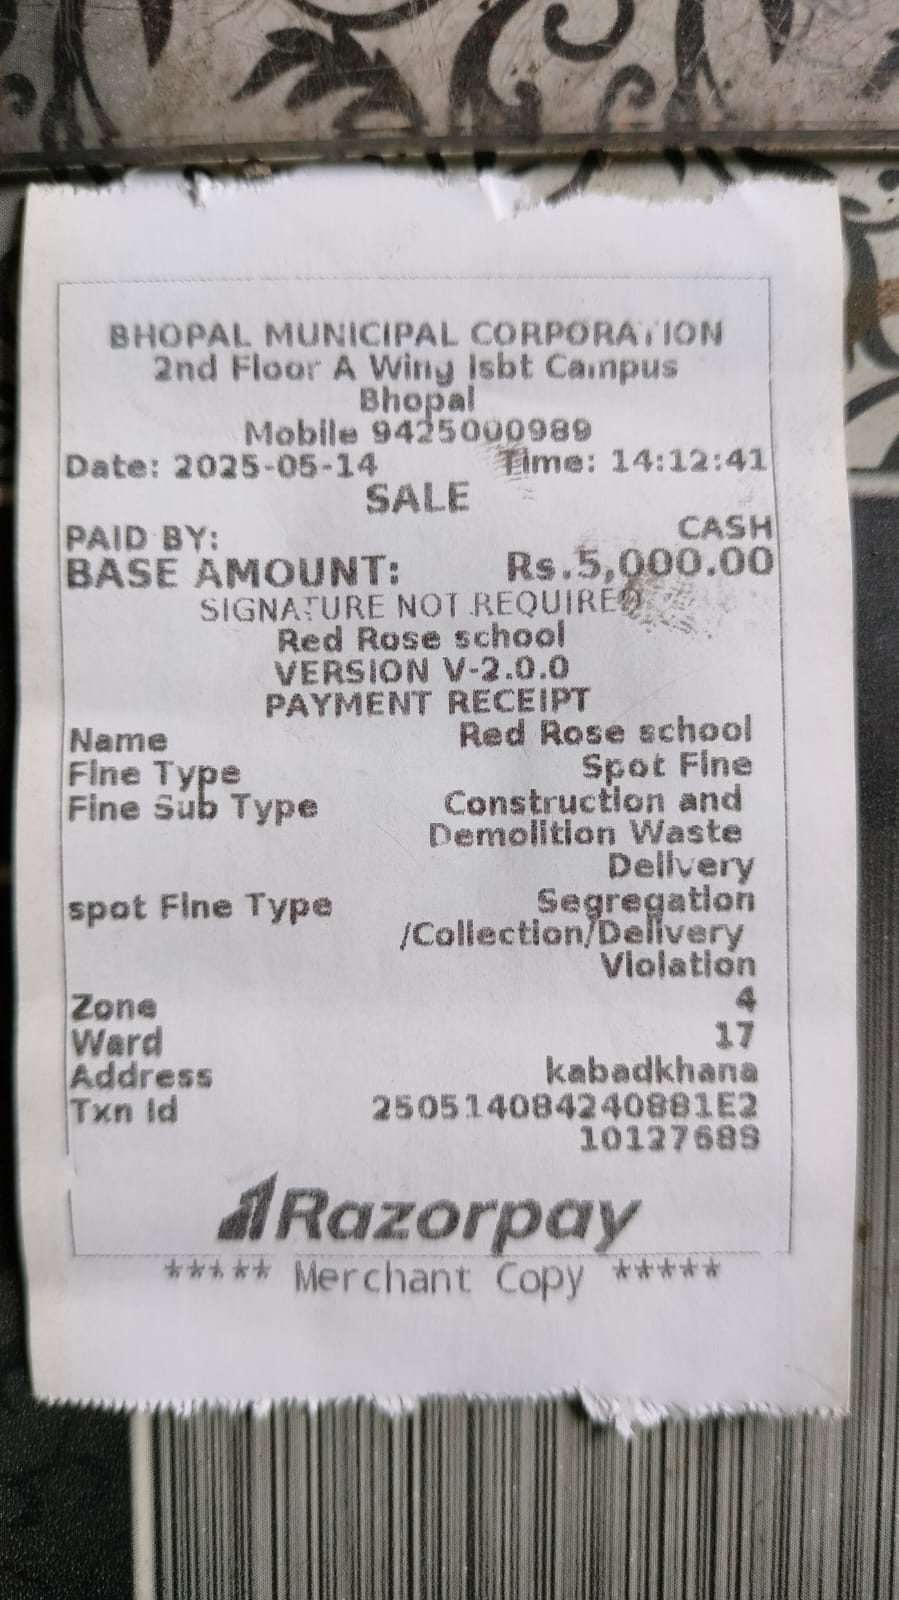 BHOPAL MUNICIPAL CORPORATION
2nd Floor A Wing Isbt Campus
Bhopal
Mobile 9425000989
Date: 2025-05-14 Time: 14:12:41
SALE
PAID BY: CASH
BASE AMOUNT: Rs.5,000.00
SIGNATURE NOT REQUIRED
Red Rose school
VERSION V-2.0.0
PAYMENT RECEIPT
Name Red Rose school
Fine Type Spot Fine
Fine Sub Type Construction and
Demolition Waste
Delivery
spot Fine Type Segregation
/Collection/Delivery
Violation
Zone 4
Ward 17
Address kabadkhana
Txn Id 250514084240881E2
10127689
Razorpay
***** Merchant Copy *****